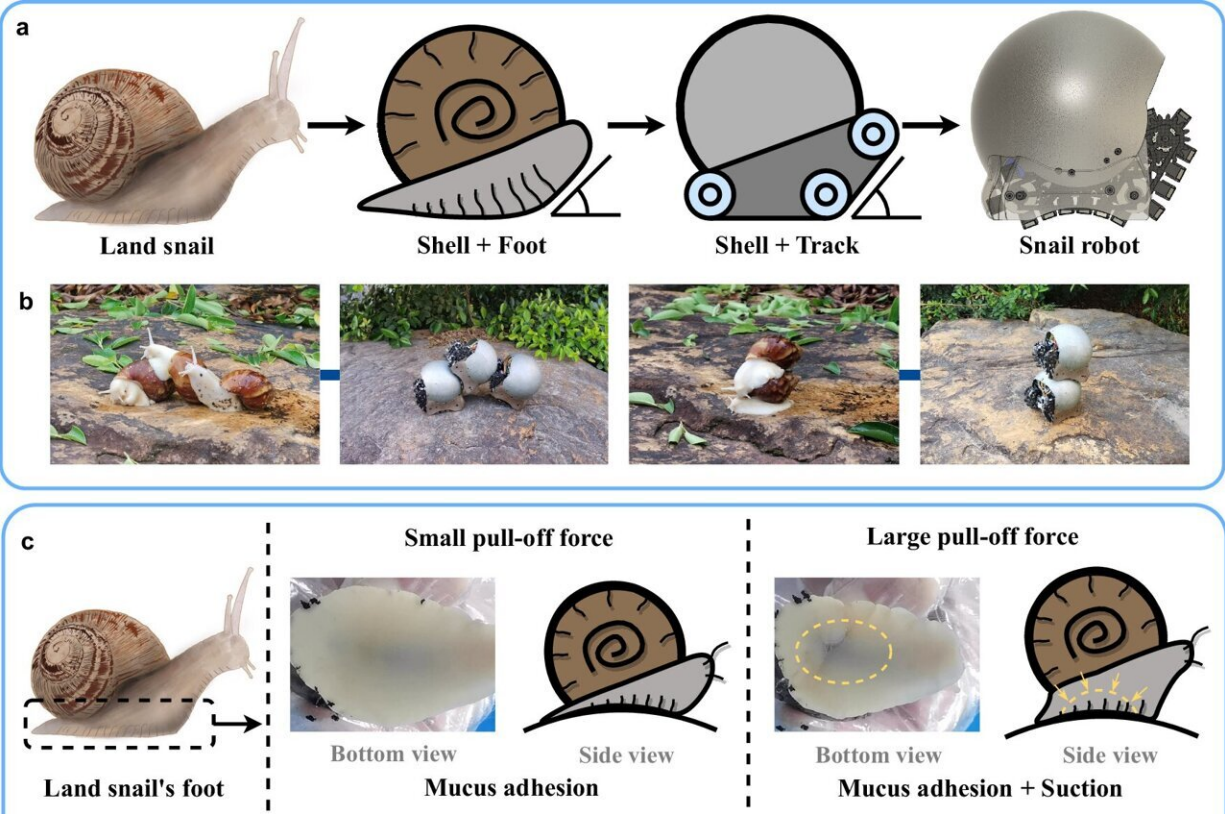 a
Land snail
Shell + Foot
Shell + Track
Snail robot
b
c
Small pull-off force
Large pull-off force
Bottom view
Side view
Bottom view
Side view
Land snail's foot
Mucus adhesion
Mucus adhesion + Suction